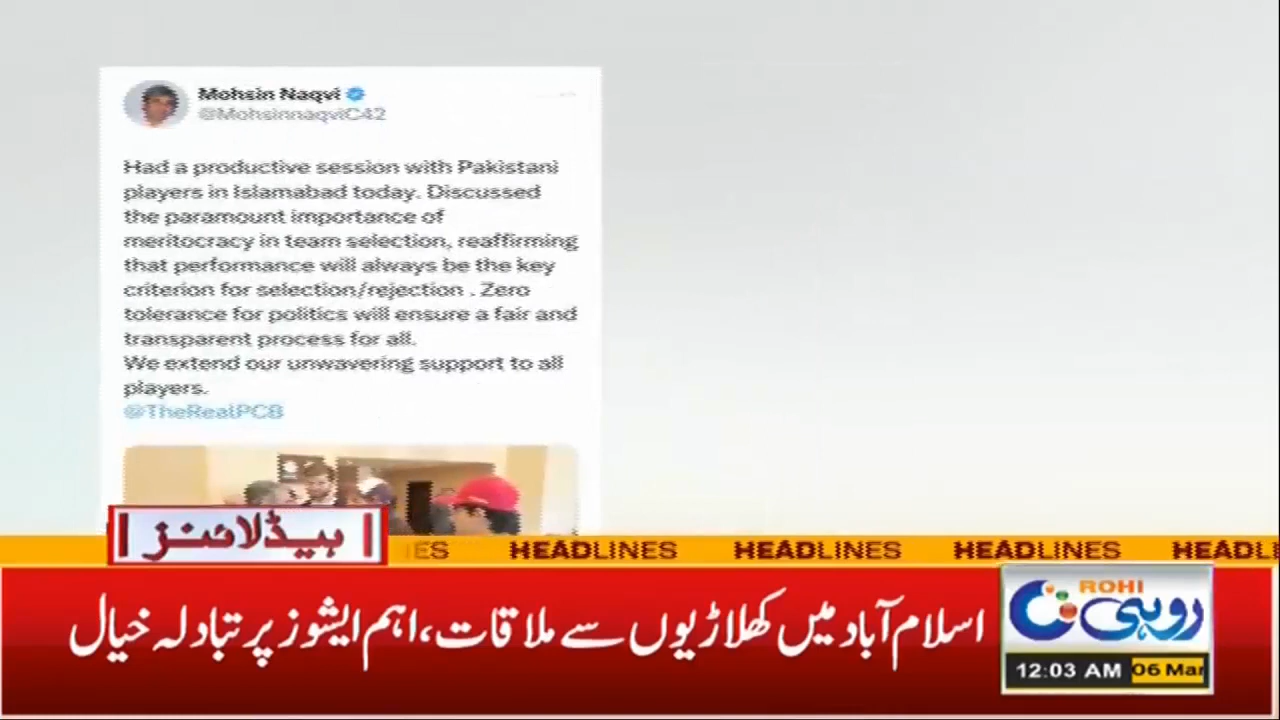 Mohsin Naqvi
@MohsinnaqviC42
Had a productive session with Pakistani
players in Islamabad today. Discussed
the paramount importance of
meritocracy in team selection, reaffirming
that performance will always be the key
criterion for selection/rejection . Zero
tolerance for politics will ensure a fair and
transparent process for all.
We extend our unwavering support to all
players.
@TheRealPCB
ہیڈلائنز
ES HEADLINES HEADLINES HEADLINES HEADL
اسلام آباد میں کھلاڑیوں سے ملاقات، اہم ایشوز پر تبادلہ خیال
ROHI
روہی
12:03 AM 06 Mar